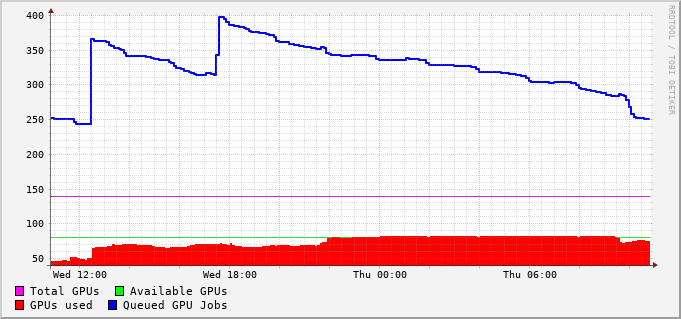 400
350
300
250
200
150
100
50
Wed 12:00 Wed 18:00 Thu 00:00 Thu 06:00
Total GPUs Available GPUs
GPUs used Queued GPU Jobs
RRDTOOL / TOBI OETIKER